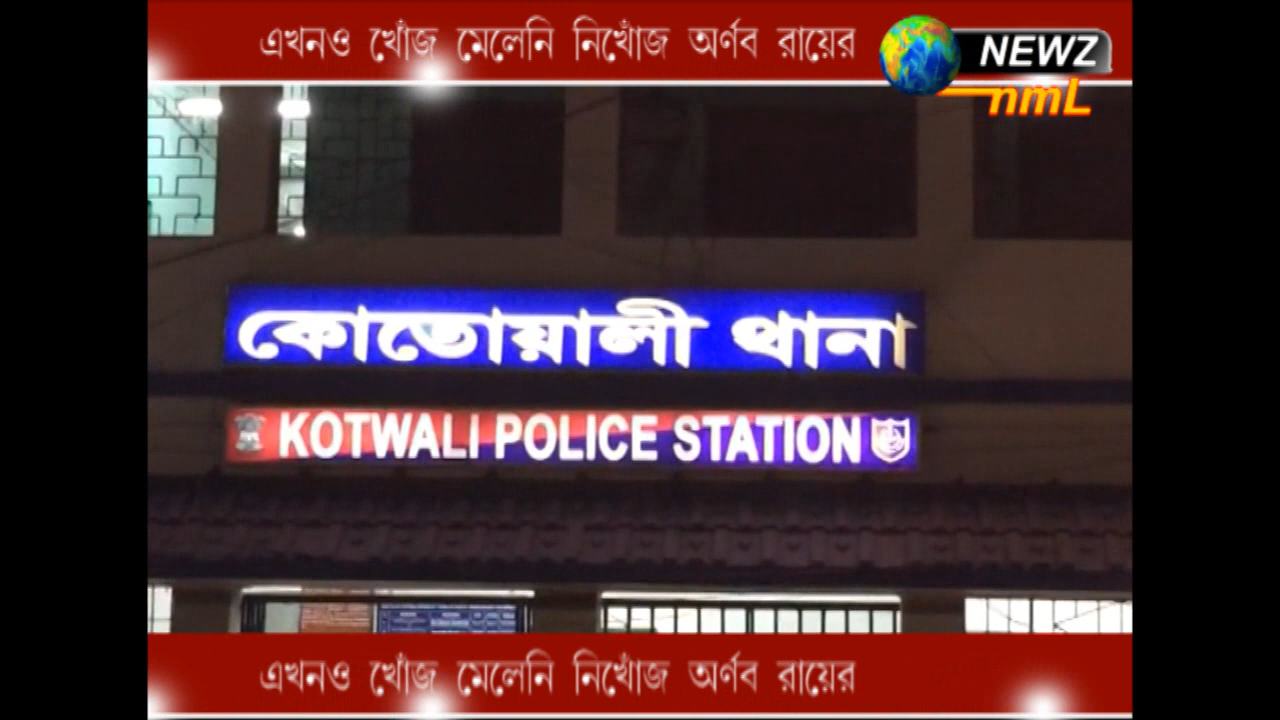 এখনও খোঁজ মেলেনি নিখোঁজ অর্ণব রায়ের
NEWZ
nmL
কোতোয়ালী থানা
KOTWALI POLICE STATION
এখনও খোঁজ মেলেনি নিখোঁজ অর্ণব রায়ের